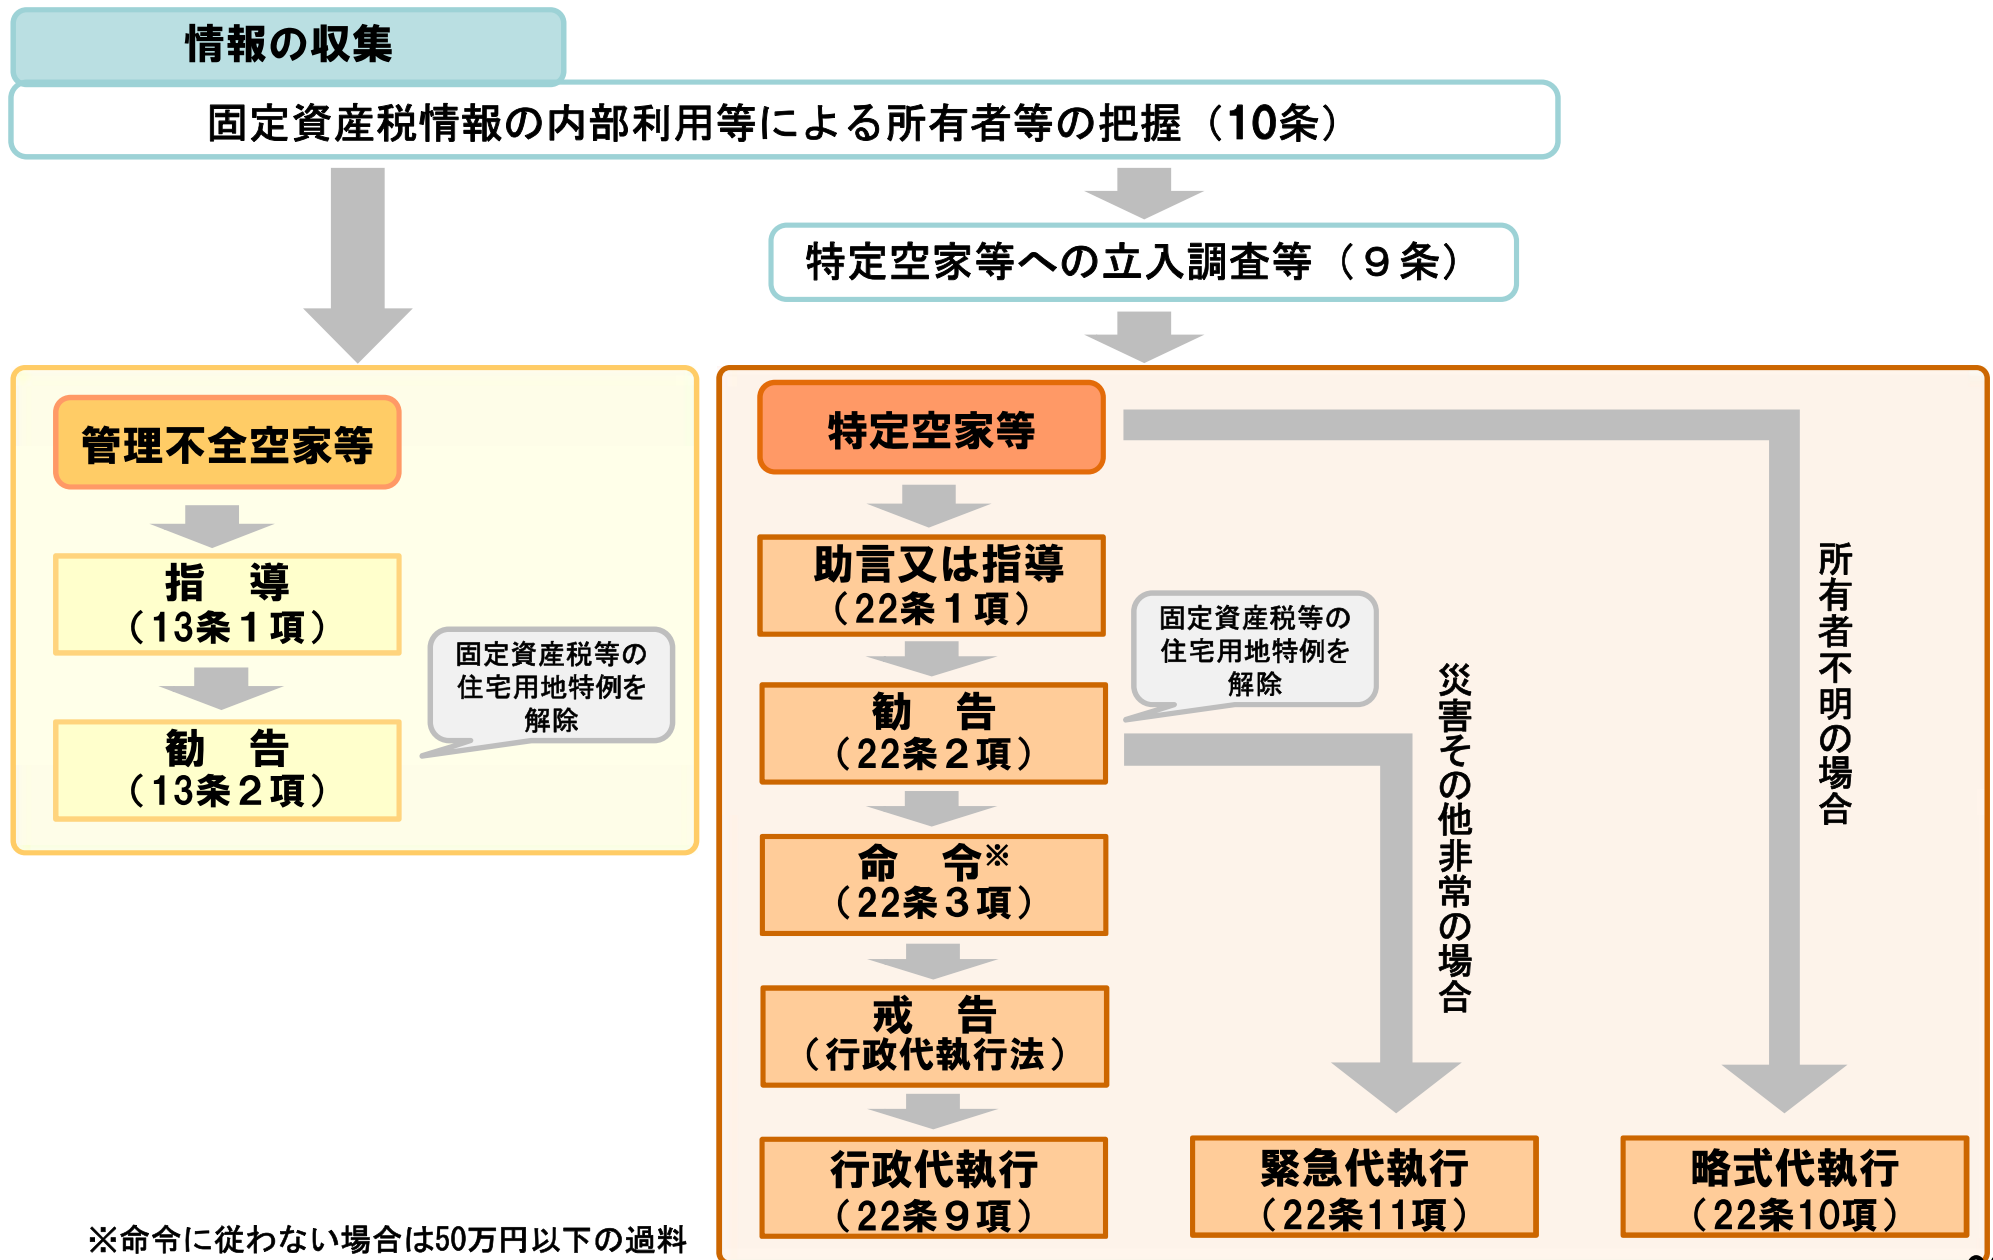 情報の収集
固定資産税情報の内部利用等による所有者等の把握（10条）
特定空家等への立入調査等（９条）
管理不全空家等
指　導
（13条１項）
勧　告
（13条２項）
固定資産税等の
住宅用地特例を
解除
特定空家等
助言又は指導
（22条１項）
勧　告
（22条２項）
固定資産税等の
住宅用地特例を
解除
命　令※
（22条３項）
戒　告
（行政代執行法）
行政代執行
（22条９項）
災害その他非常の場合
緊急代執行
（22条11項）
所有者不明の場合
略式代執行
（22条10項）
※命令に従わない場合は50万円以下の過料